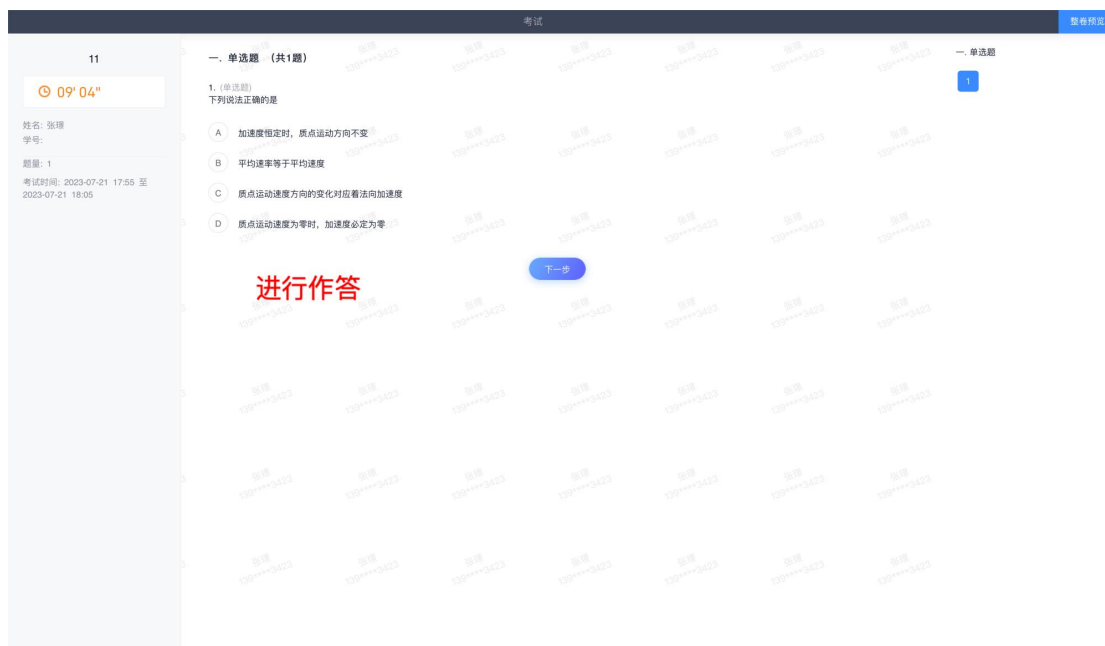 考试
整卷预览
11
09' 04"
姓名: 张璟
学号:
题量: 1
考试时间: 2023-07-21 17:55 至
2023-07-21 18:05
一. 单选题 （共1题）
1. (单选题)
下列说法正确的是
A 加速度恒定时，质点运动方向不变
B 平均速率等于平均速度
C 质点运动速度方向的变化对应着法向加速度
D 质点运动速度为零时，加速度必定为零
下一步
进行作答
一. 单选题
1
张璟
139****3423